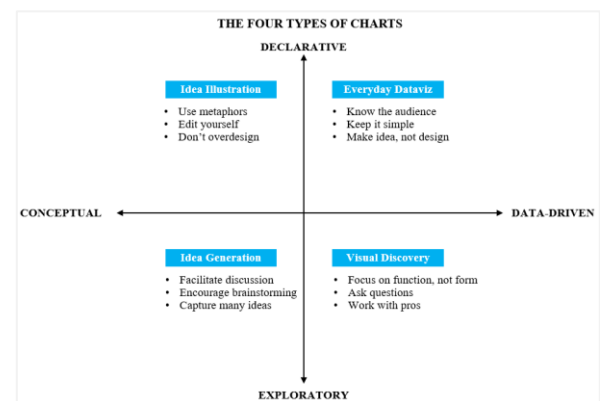 THE FOUR TYPES OF CHARTS
DECLARATIVE
Idea Illustration
• Use metaphors
• Edit yourself
• Don't overdesign
Everyday Dataviz
• Know the audience
• Keep it simple
• Make idea, not design
CONCEPTUAL
DATA-DRIVEN
Idea Generation
• Facilitate discussion
• Encourage brainstorming
• Capture many ideas
Visual Discovery
• Focus on function, not form
• Ask questions
• Work with pros
EXPLORATORY